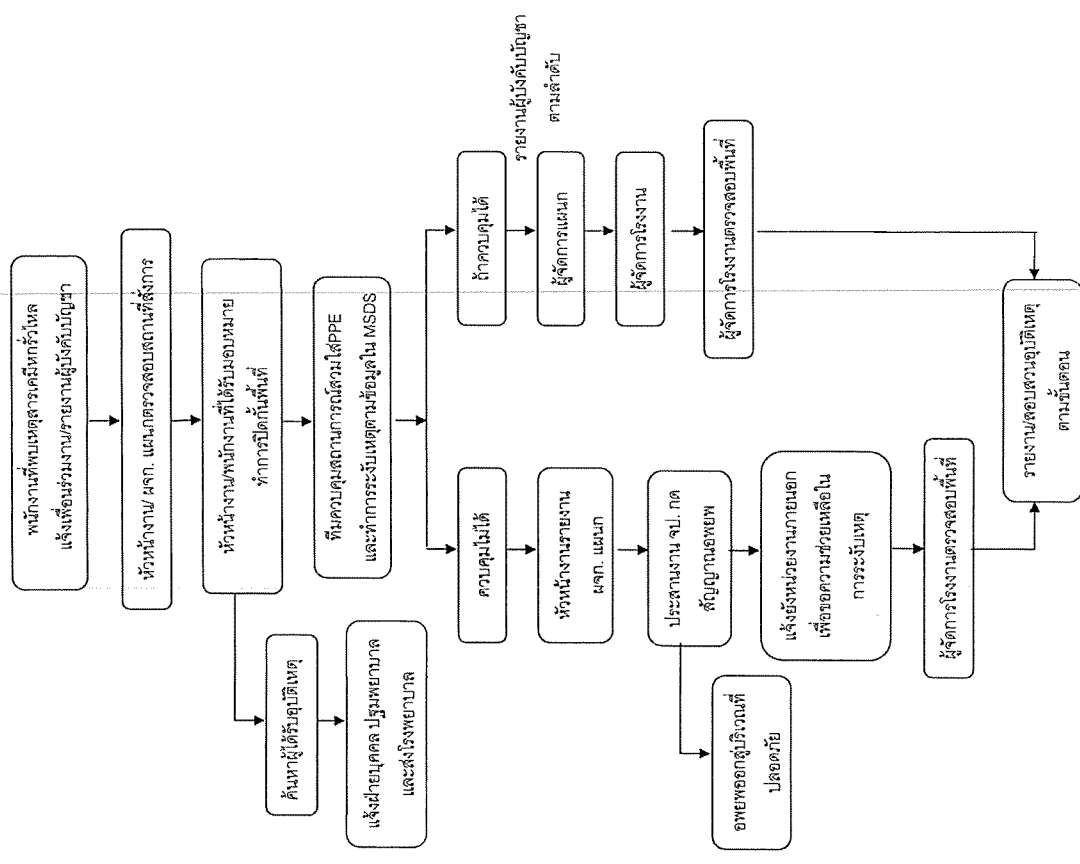 พนักงานที่พบเหตุสารเคมีหกรั่วไหล
แจ้งเพื่อนร่วมงาน/รายงานผู้บังคับบัญชา
หัวหน้างาน/ ผจก. แผนกตรวจสอบสถานที่สั่งการ
หัวหน้างาน/พนักงานที่ได้รับมอบหมาย
ทำการปิดกั้นพื้นที่
ค้นหาผู้ได้รับอุบัติเหตุ
แจ้งฝ่ายบุคคล ปฐมพยาบาล
และส่งโรงพยาบาล
ทีมควบคุมสถานการณ์สวมใส่PPE
และทำการระงับเหตุตามข้อมูลใน MSDS
ควบคุมไม่ได้
หัวหน้างานรายงาน
ผจก. แผนก
ประสานงาน จป. กด
สัญญาณอพยพ
อพยพออกสู่บริเวณที่
ปลอดภัย
แจ้งยังหน่วยงานภายนอก
เพื่อขอความช่วยเหลือใน
การระงับเหตุ
ผู้จัดการโรงงานตรวจสอบพื้นที่
ถ้าควบคุมได้
รายงานผู้บังคับบัญชา
ตามลำดับ
ผู้จัดการแผนก
ผู้จัดการโรงงาน
ผู้จัดการโรงงานตรวจสอบพื้นที่
รายงาน/สอบสวนอุบัติเหตุ
ตามขั้นตอน